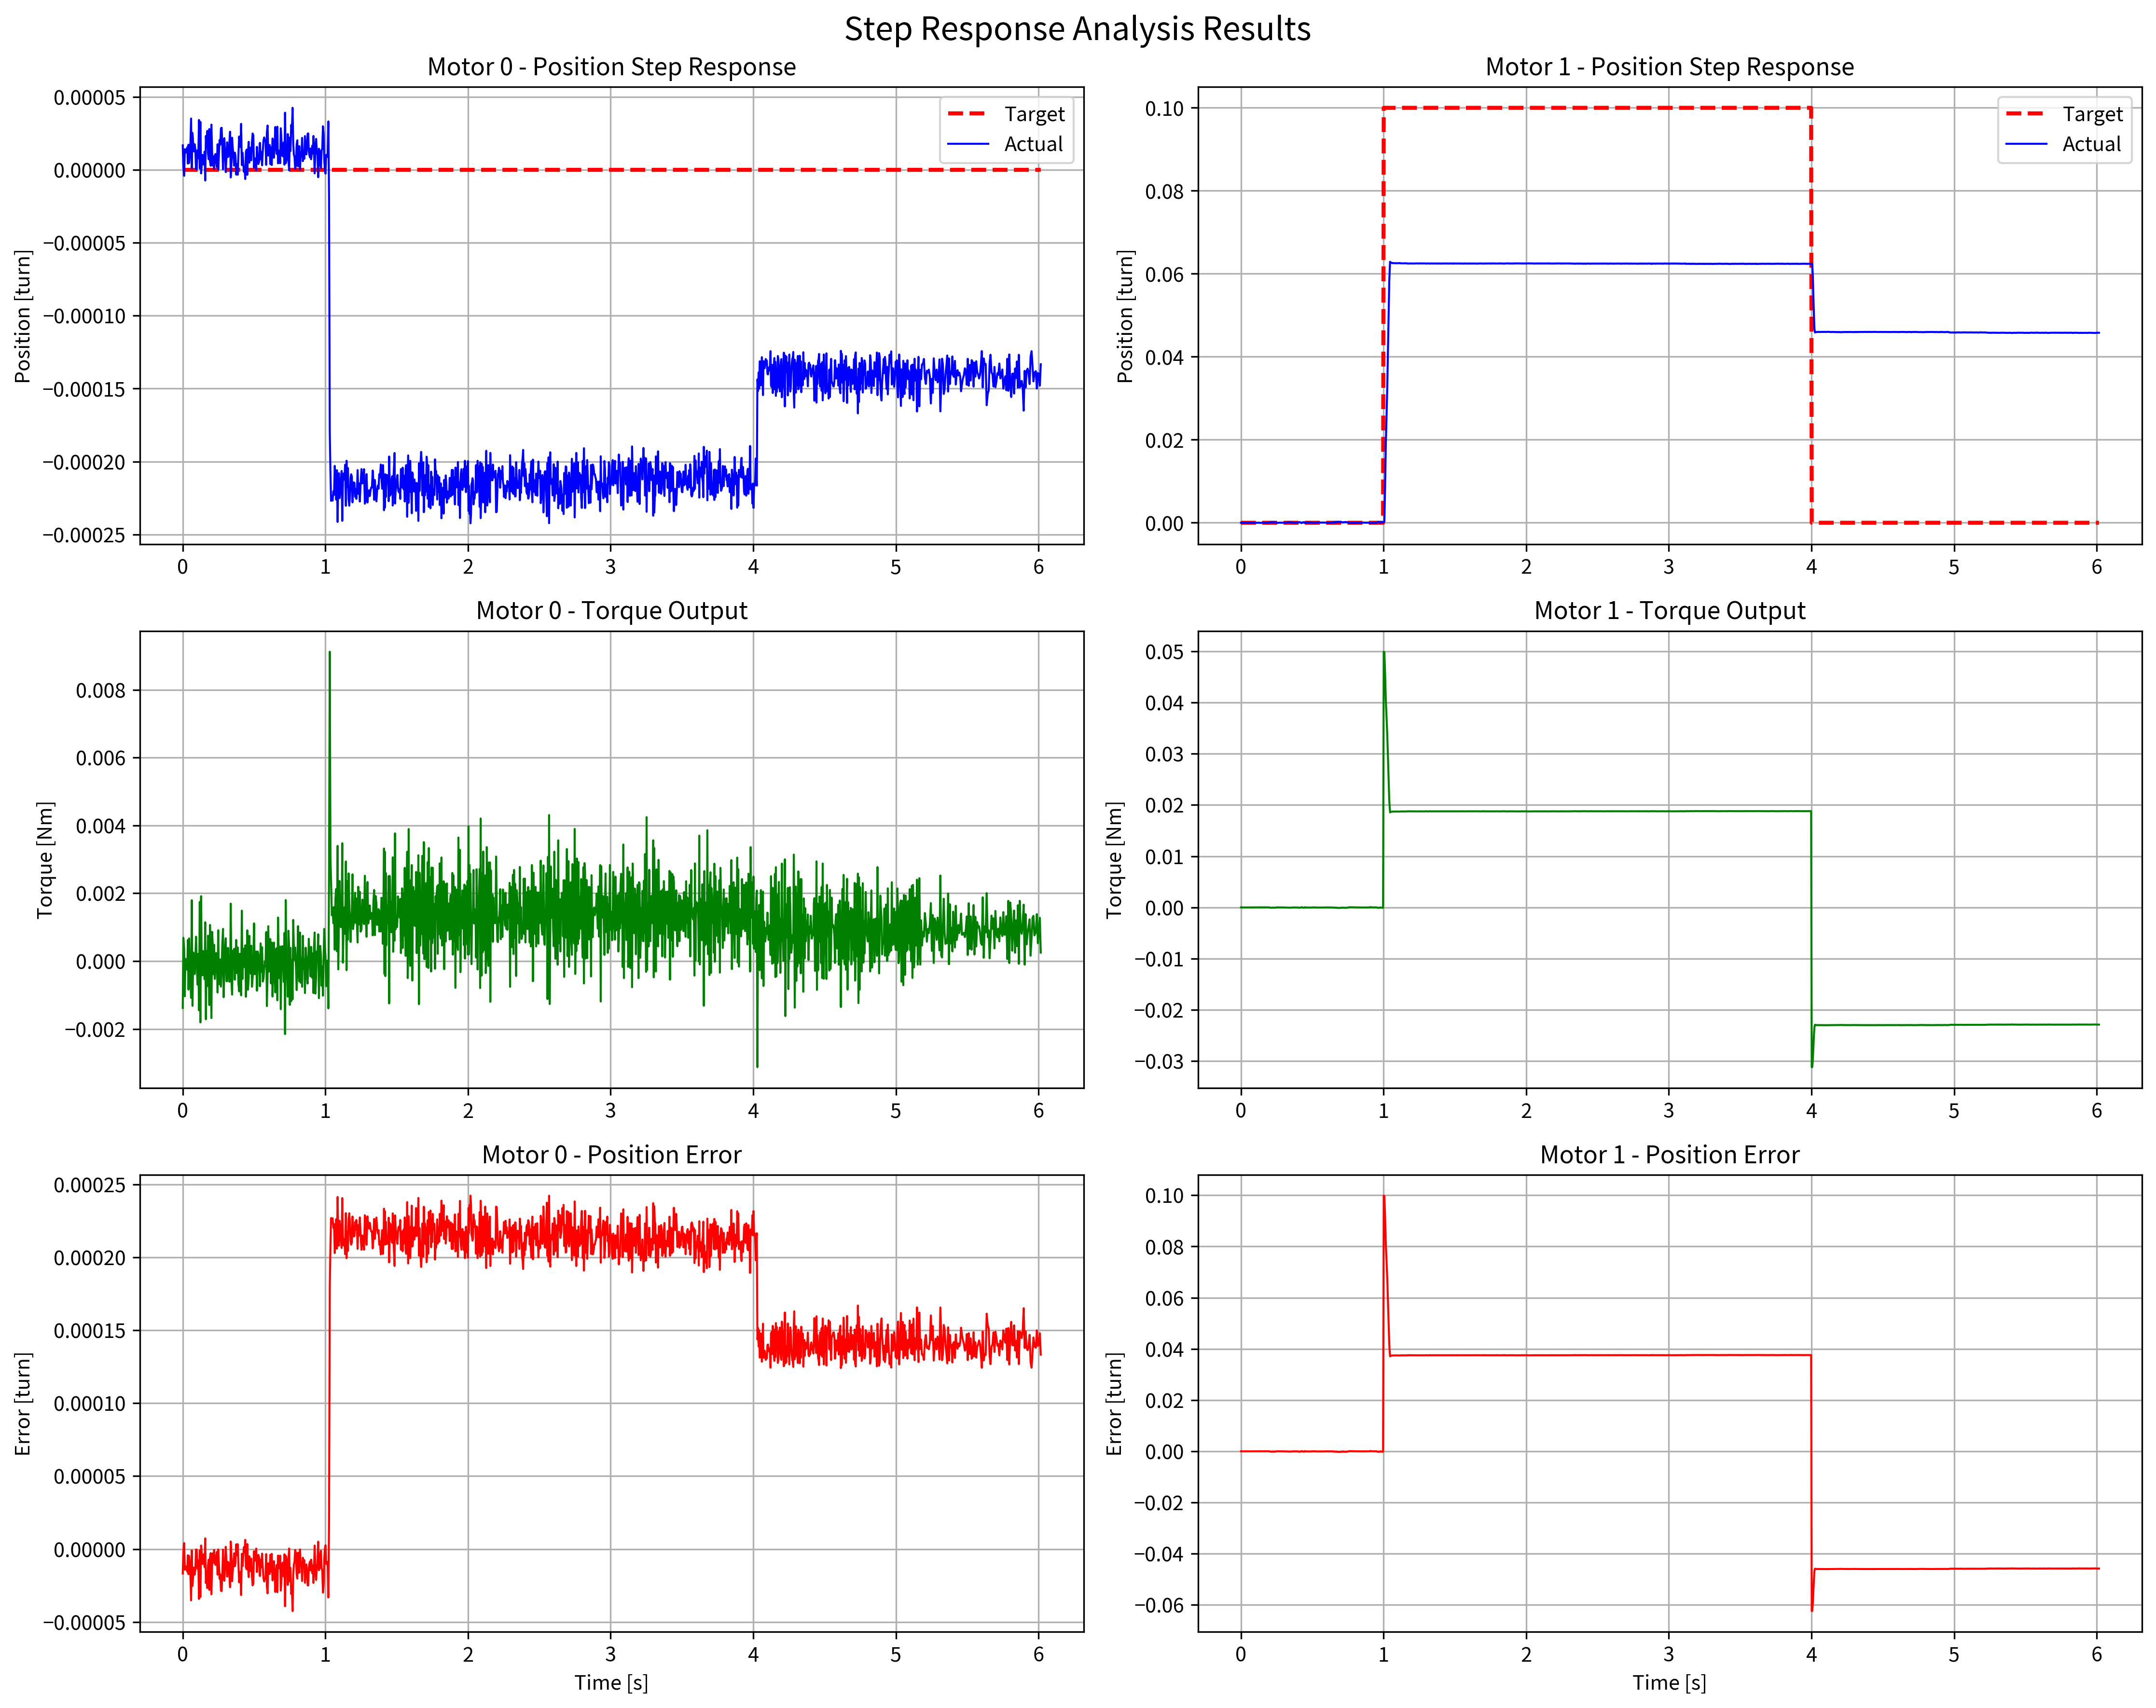 Step Response Analysis Results
Motor 0 - Position Step Response
Position [turn]
0.00005
0.00000
−0.00005
−0.00010
−0.00015
−0.00020
−0.00025
0 1 2 3 4 5 6
Target
Actual
Motor 1 - Position Step Response
Position [turn]
0.10
0.08
0.06
0.04
0.02
0.00
0 1 2 3 4 5 6
Target
Actual
Motor 0 - Torque Output
Torque [Nm]
0.008
0.006
0.004
0.002
0.000
−0.002
0 1 2 3 4 5 6
Motor 1 - Torque Output
Torque [Nm]
0.05
0.04
0.03
0.02
0.01
0.00
−0.01
−0.02
−0.03
0 1 2 3 4 5 6
Motor 0 - Position Error
Error [turn]
0.00025
0.00020
0.00015
0.00010
0.00005
0.00000
−0.00005
0 1 2 3 4 5 6
Time [s]
Motor 1 - Position Error
Error [turn]
0.10
0.08
0.06
0.04
0.02
0.00
−0.02
−0.04
−0.06
0 1 2 3 4 5 6
Time [s]